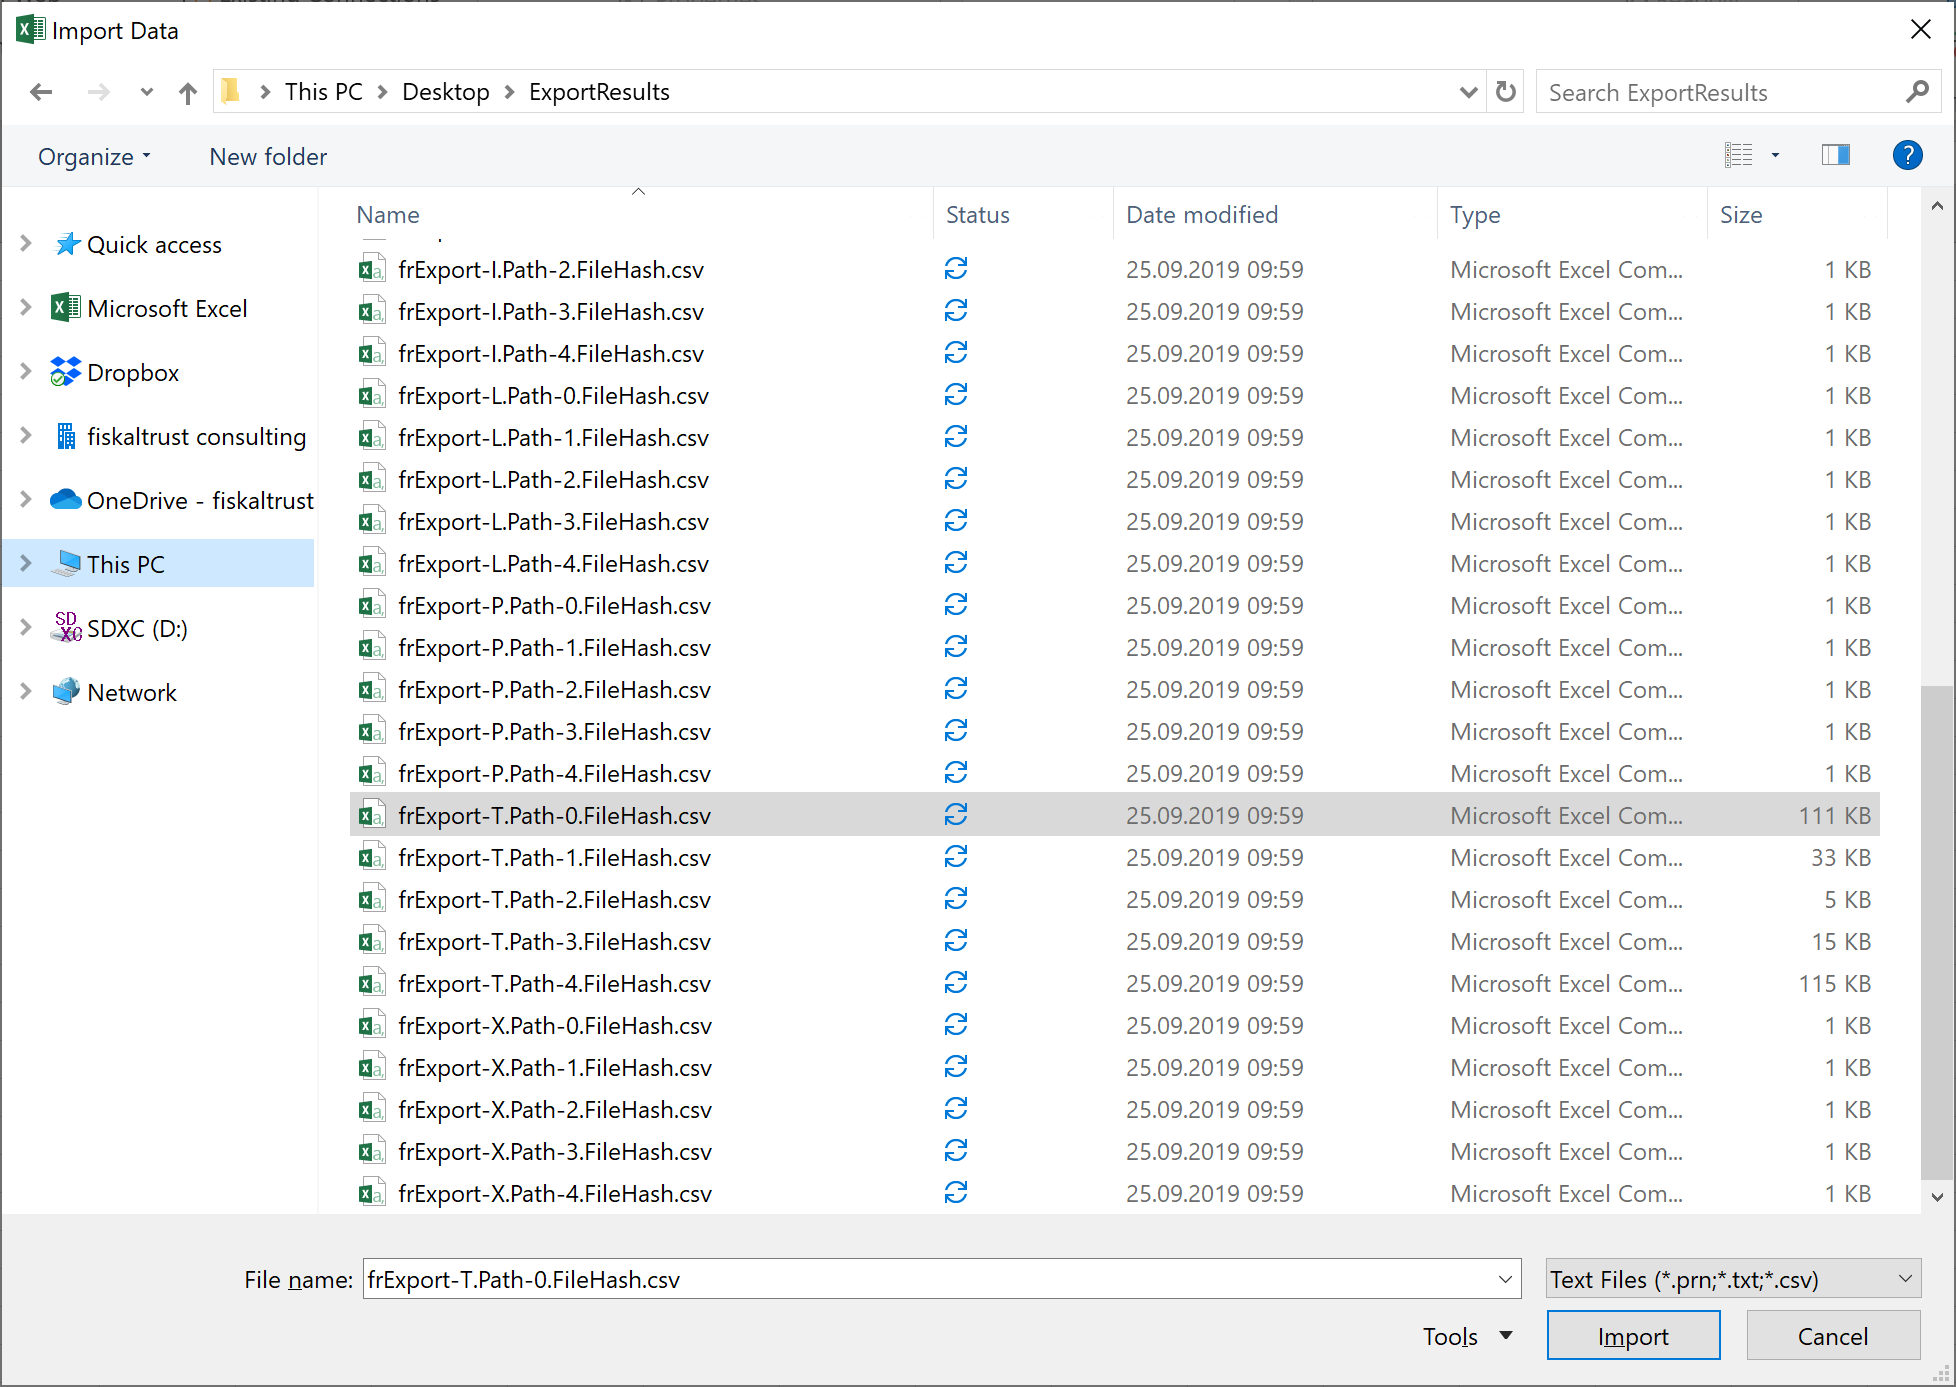 Import Data
This PC > Desktop > ExportResults
Search ExportResults
Organize
New folder
?
Name Status Date modified Type Size
Quick access
Microsoft Excel
Dropbox
fiskaltrust consulting
OneDrive - fiskaltrust
This PC
SDXC (D:)
Network
frExport-I.Path-2.FileHash.csv 25.09.2019 09:59 Microsoft Excel Com... 1 KB
frExport-I.Path-3.FileHash.csv 25.09.2019 09:59 Microsoft Excel Com... 1 KB
frExport-I.Path-4.FileHash.csv 25.09.2019 09:59 Microsoft Excel Com... 1 KB
frExport-L.Path-0.FileHash.csv 25.09.2019 09:59 Microsoft Excel Com... 1 KB
frExport-L.Path-1.FileHash.csv 25.09.2019 09:59 Microsoft Excel Com... 1 KB
frExport-L.Path-2.FileHash.csv 25.09.2019 09:59 Microsoft Excel Com... 1 KB
frExport-L.Path-3.FileHash.csv 25.09.2019 09:59 Microsoft Excel Com... 1 KB
frExport-L.Path-4.FileHash.csv 25.09.2019 09:59 Microsoft Excel Com... 1 KB
frExport-P.Path-0.FileHash.csv 25.09.2019 09:59 Microsoft Excel Com... 1 KB
frExport-P.Path-1.FileHash.csv 25.09.2019 09:59 Microsoft Excel Com... 1 KB
frExport-P.Path-2.FileHash.csv 25.09.2019 09:59 Microsoft Excel Com... 1 KB
frExport-P.Path-3.FileHash.csv 25.09.2019 09:59 Microsoft Excel Com... 1 KB
frExport-P.Path-4.FileHash.csv 25.09.2019 09:59 Microsoft Excel Com... 1 KB
frExport-T.Path-0.FileHash.csv 25.09.2019 09:59 Microsoft Excel Com... 111 KB
frExport-T.Path-1.FileHash.csv 25.09.2019 09:59 Microsoft Excel Com... 33 KB
frExport-T.Path-2.FileHash.csv 25.09.2019 09:59 Microsoft Excel Com... 5 KB
frExport-T.Path-3.FileHash.csv 25.09.2019 09:59 Microsoft Excel Com... 15 KB
frExport-T.Path-4.FileHash.csv 25.09.2019 09:59 Microsoft Excel Com... 115 KB
frExport-X.Path-0.FileHash.csv 25.09.2019 09:59 Microsoft Excel Com... 1 KB
frExport-X.Path-1.FileHash.csv 25.09.2019 09:59 Microsoft Excel Com... 1 KB
frExport-X.Path-2.FileHash.csv 25.09.2019 09:59 Microsoft Excel Com... 1 KB
frExport-X.Path-3.FileHash.csv 25.09.2019 09:59 Microsoft Excel Com... 1 KB
frExport-X.Path-4.FileHash.csv 25.09.2019 09:59 Microsoft Excel Com... 1 KB
File name: frExport-T.Path-0.FileHash.csv
Text Files (*.prn;*.txt;*.csv)
Tools
Import
Cancel